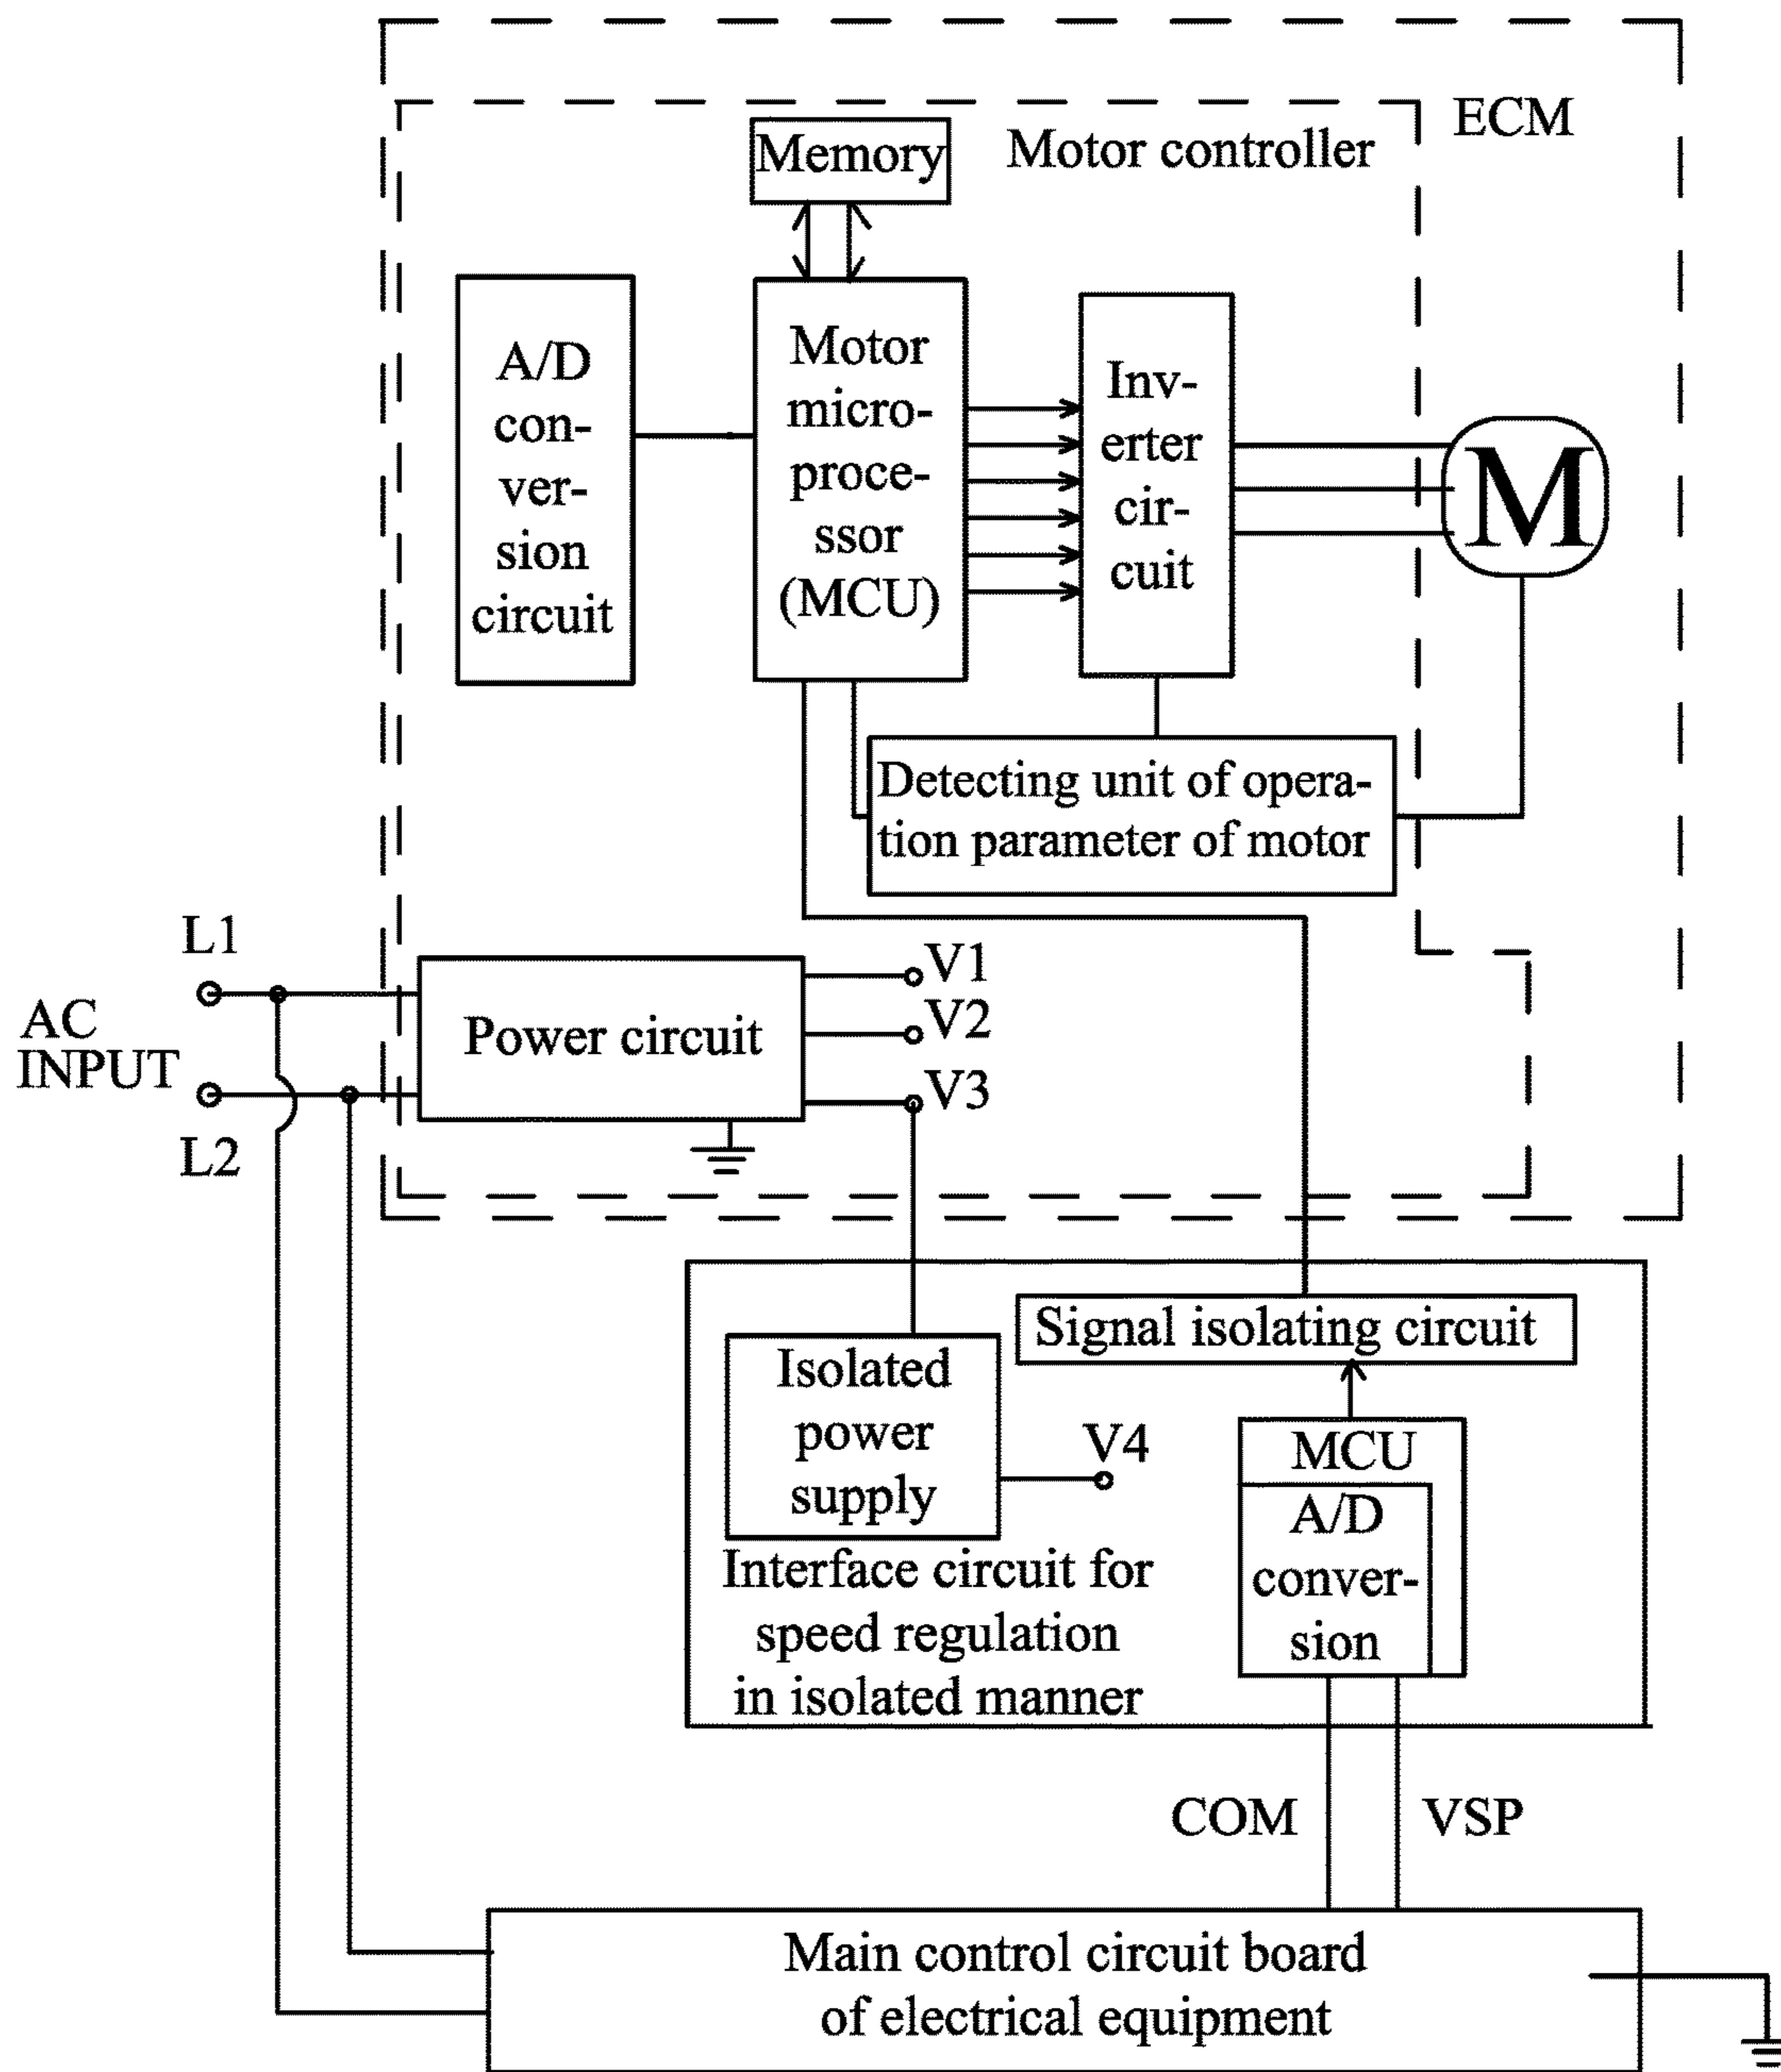 ECM
Memory
Motor controller
A/D
con-
ver-
sion
circuit
Motor
micro-
proce-
ssor
(MCU)
Inv-
erter
cir-
cuit
M
Detecting unit of opera-
tion parameter of motor
L1
AC
INPUT
L2
Power circuit
V1
V2
V3
Signal isolating circuit
Isolated
power
supply
V4
MCU
A/D
conver-
sion
Interface circuit for
speed regulation
in isolated manner
COM
VSP
Main control circuit board
of electrical equipment